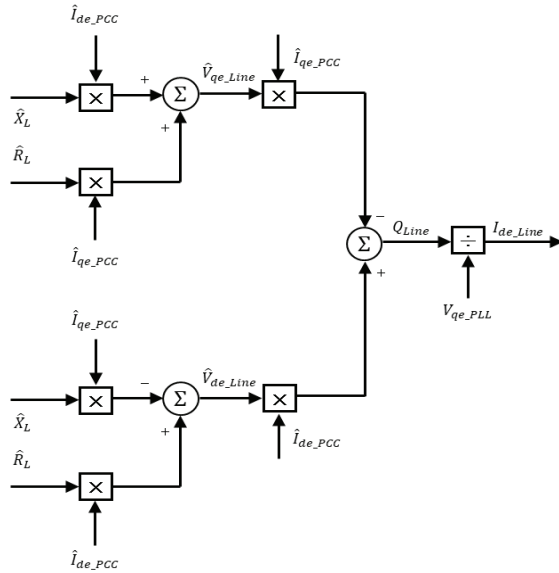 Î_de_PCC
+
Σ
V̂_qe_Line
Î_qe_PCC
×
×
X̂_L
+
R̂_L
×
Î_qe_PCC
−
Σ
Q_Line
÷
I_de_Line
+
V_qe_PLL
Î_qe_PCC
−
Σ
V̂_de_Line
×
×
X̂_L
+
Î_de_PCC
R̂_L
×
Î_de_PCC